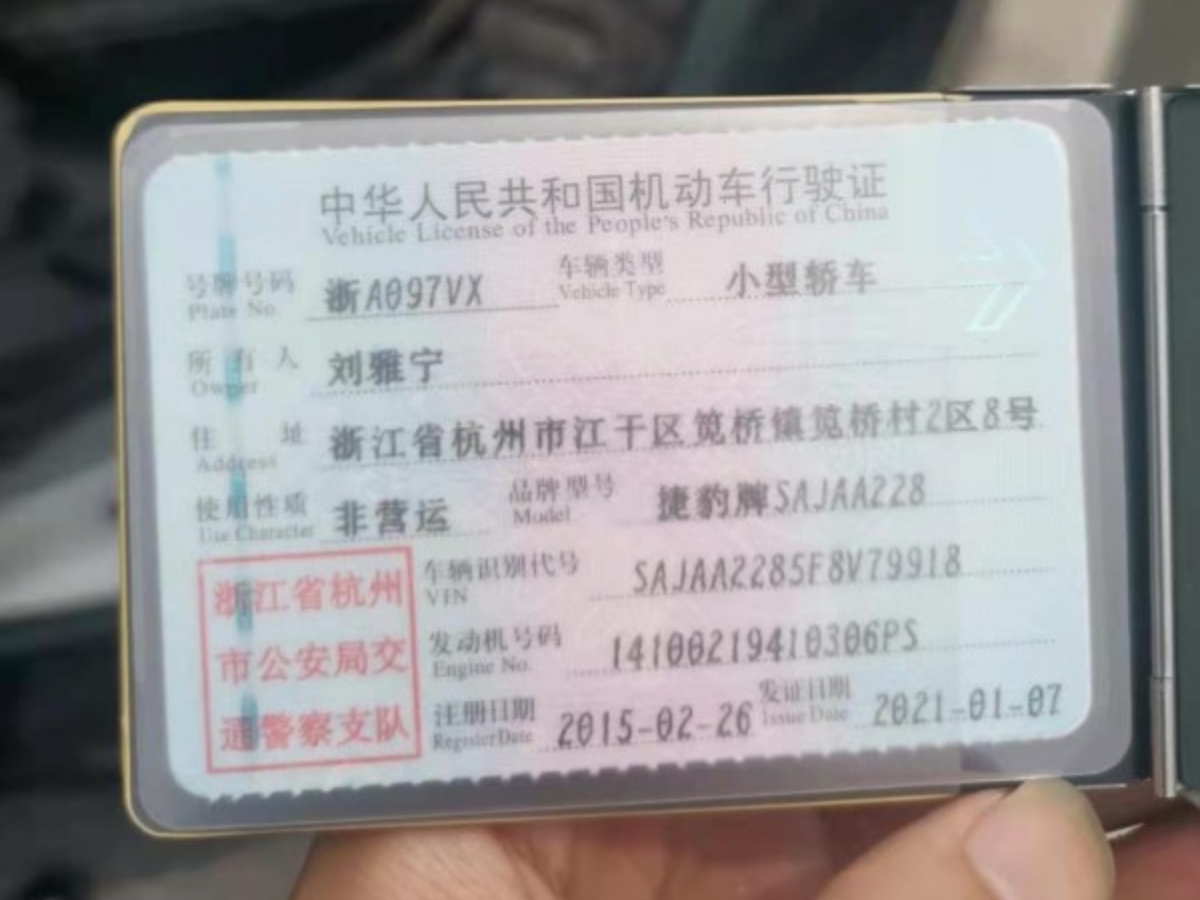 中华人民共和国机动车行驶证
Vehicle License of the People's Republic of China
号牌号码 浙A097VX 车辆类型 小型轿车
Plate No. Vehicle Type
所有人 刘雅宁
Owner
住址 浙江省杭州市江干区笕桥镇笕桥村2区8号
Address
使用性质 非营运 品牌型号 捷豹牌SAJAA228
Use Character Model
车辆识别代号 SAJAA2285F8V79918
VIN
发动机号码 14100219410306PS
Engine No.
注册日期 2015-02-26 发证日期 2021-01-07
Register Date Issue Date
浙江省杭州
市公安局交
通警察支队